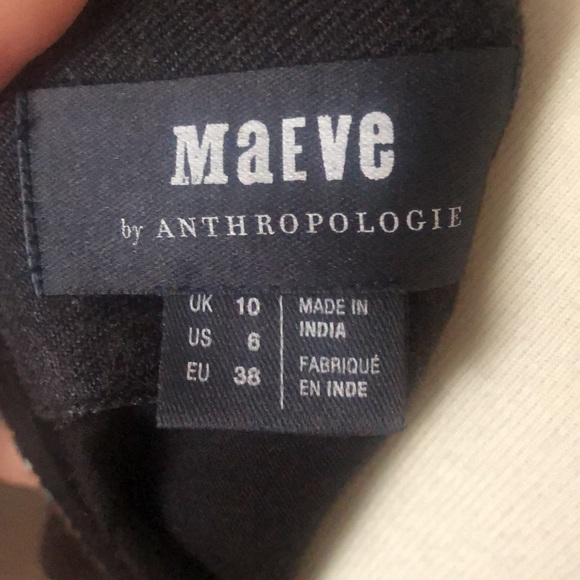 MaEVe
by ANTHROPOLOGIE
UK 10
US 6
EU 38
MADE IN
INDIA
FABRIQUÉ
EN INDE